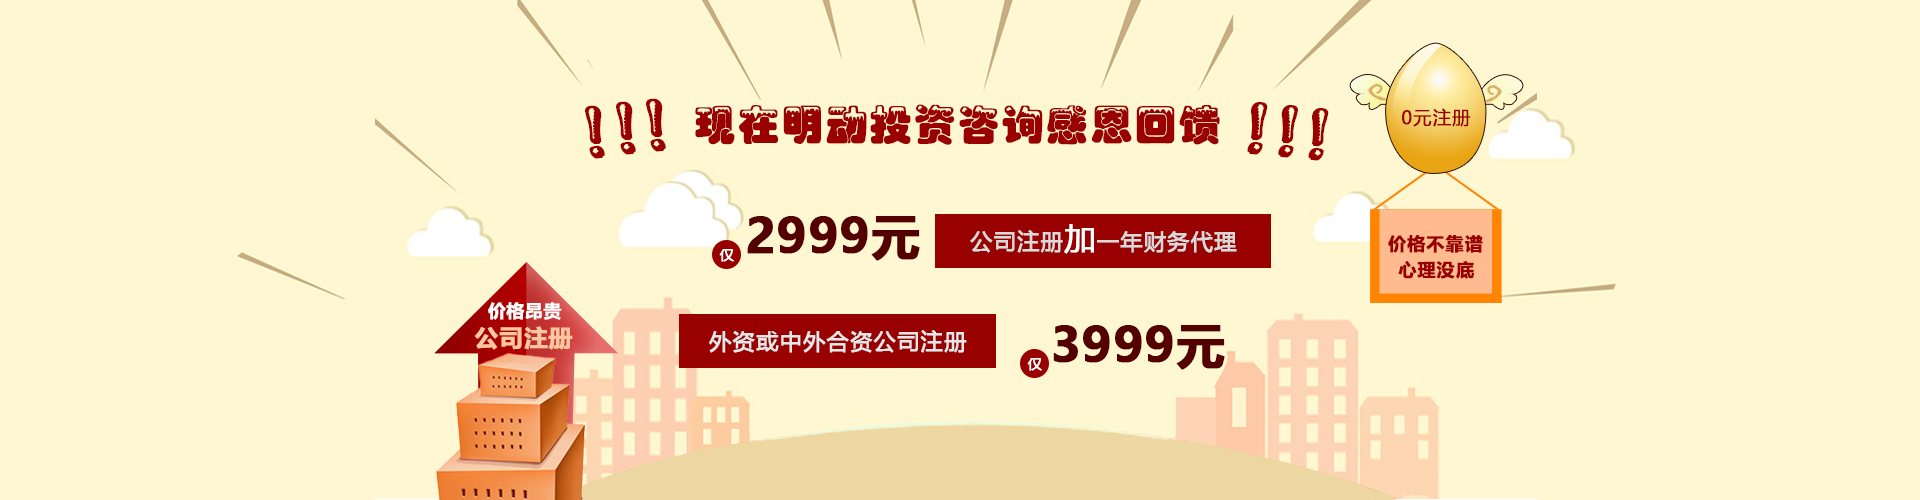 !!! 现在明动投资咨询感恩回馈 !!!
0元注册
仅2999元 公司注册加一年财务代理
价格不靠谱
心理没底
价格昂贵
公司注册
外资或中外合资公司注册 仅3999元